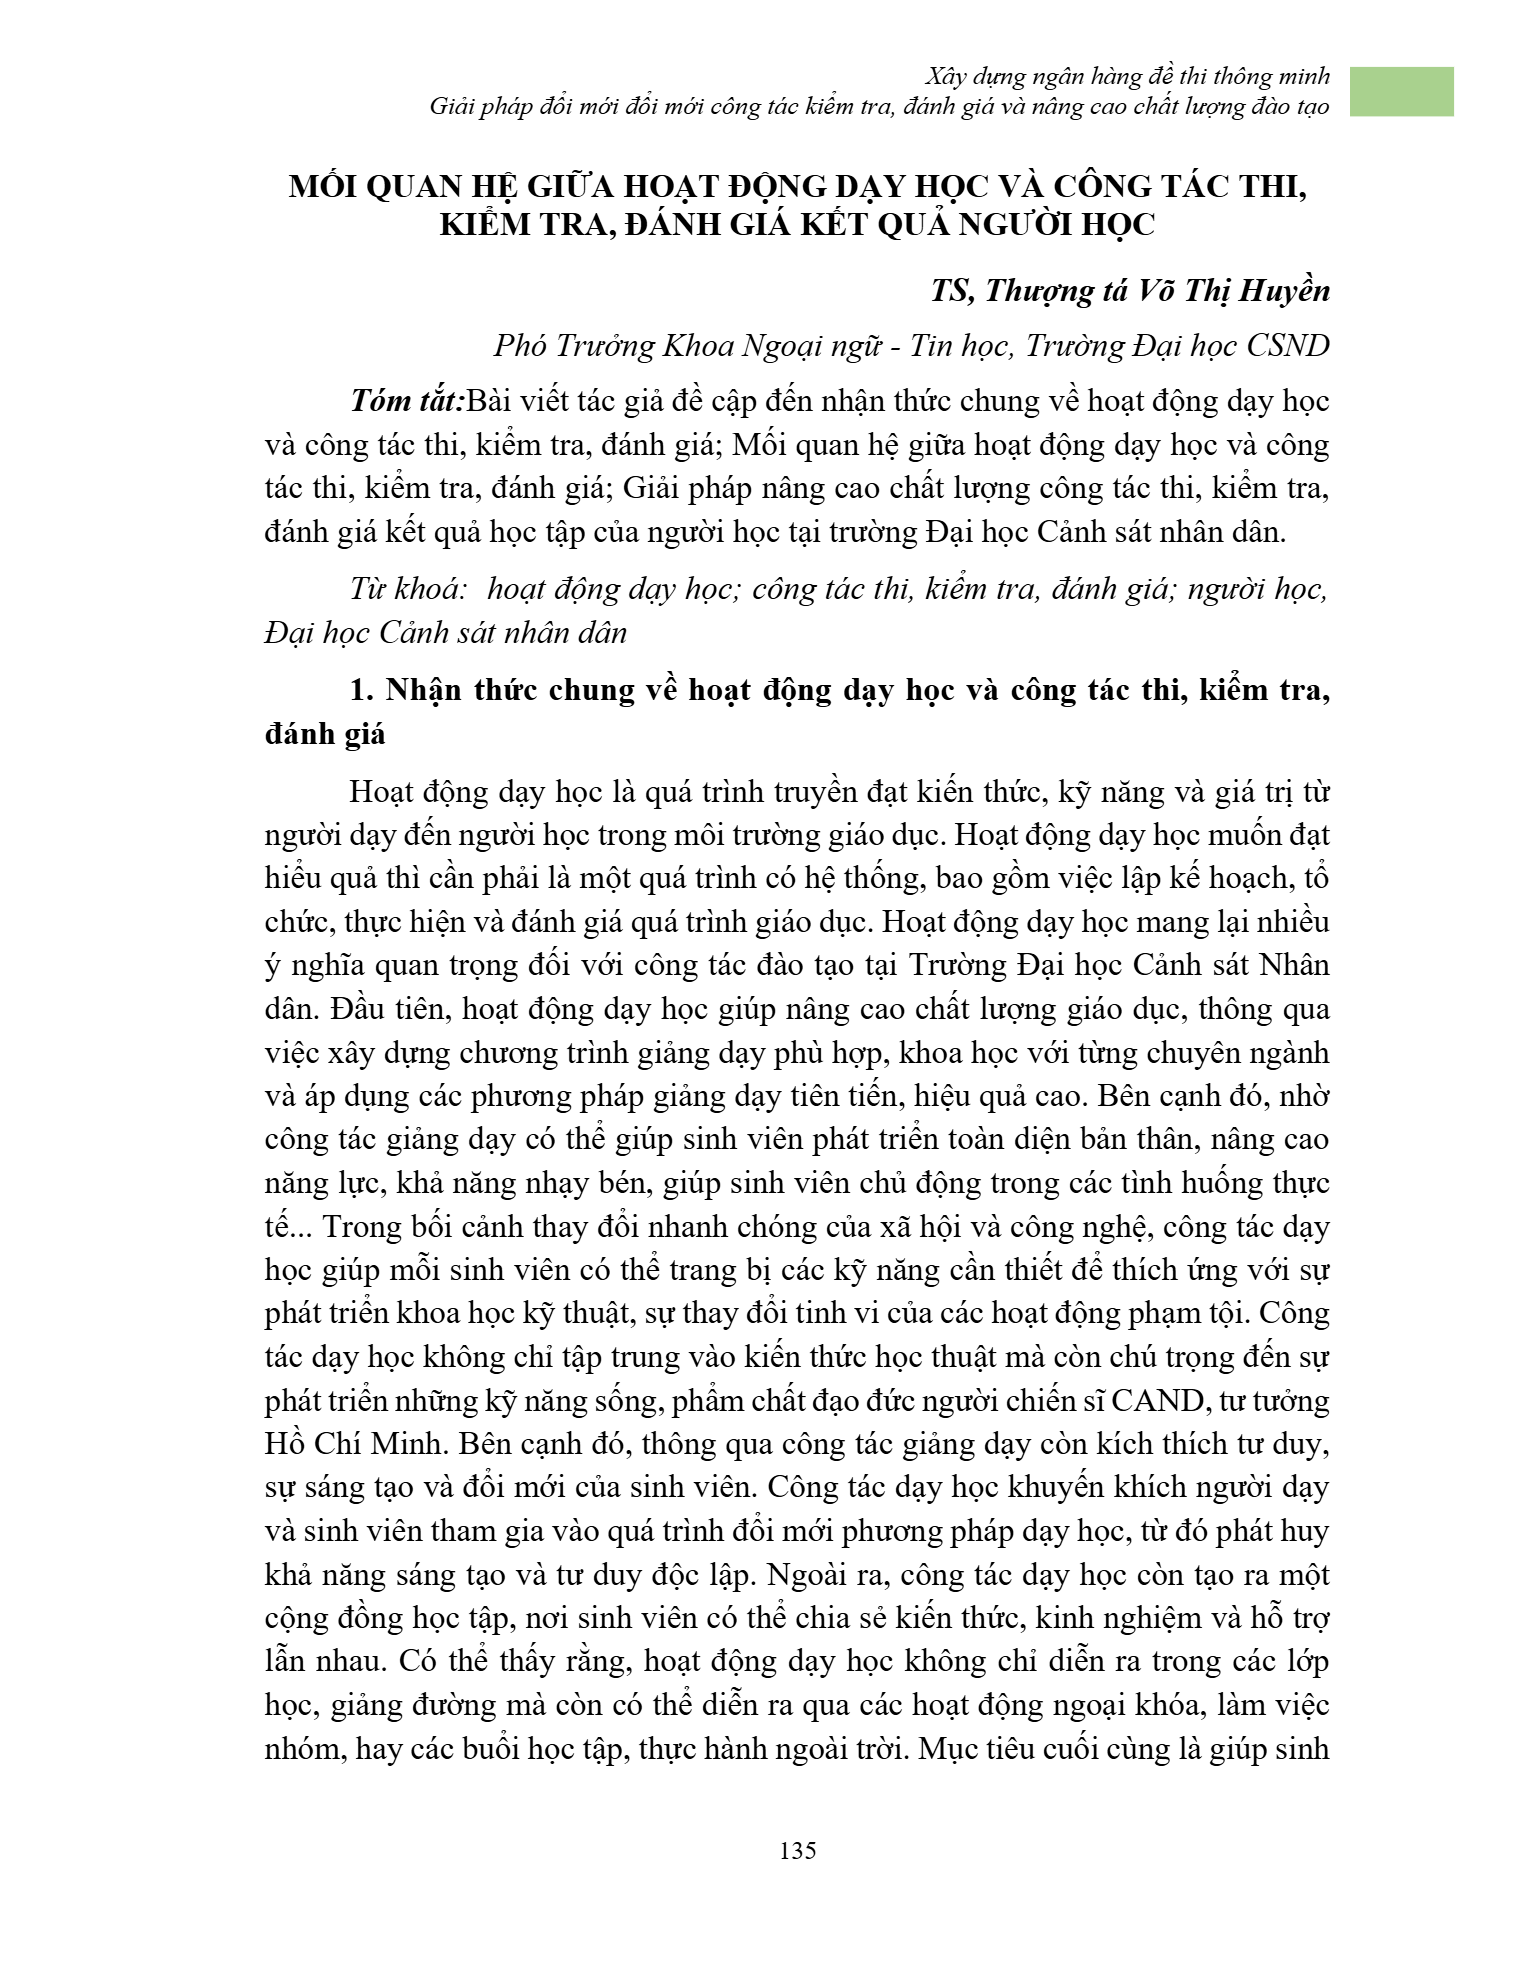 Xây dựng ngân hàng đề thi thông minh
Giải pháp đổi mới đổi mới công tác kiểm tra, đánh giá và nâng cao chất lượng đào tạo
MỐI QUAN HỆ GIỮA HOẠT ĐỘNG DẠY HỌC VÀ CÔNG TÁC THI,
KIỂM TRA, ĐÁNH GIÁ KẾT QUẢ NGƯỜI HỌC
TS, Thượng tá Võ Thị Huyền
Phó Trưởng Khoa Ngoại ngữ - Tin học, Trường Đại học CSND
Tóm tắt:Bài viết tác giả đề cập đến nhận thức chung về hoạt động dạy học
và công tác thi, kiểm tra, đánh giá; Mối quan hệ giữa hoạt động dạy học và công
tác thi, kiểm tra, đánh giá; Giải pháp nâng cao chất lượng công tác thi, kiểm tra,
đánh giá kết quả học tập của người học tại trường Đại học Cảnh sát nhân dân.
Từ khoá:  hoạt động dạy học; công tác thi, kiểm tra, đánh giá; người học,
Đại học Cảnh sát nhân dân
1. Nhận thức chung về hoạt động dạy học và công tác thi, kiểm tra,
đánh giá
Hoạt động dạy học là quá trình truyền đạt kiến thức, kỹ năng và giá trị từ
người dạy đến người học trong môi trường giáo dục. Hoạt động dạy học muốn đạt
hiểu quả thì cần phải là một quá trình có hệ thống, bao gồm việc lập kế hoạch, tổ
chức, thực hiện và đánh giá quá trình giáo dục. Hoạt động dạy học mang lại nhiều
ý nghĩa quan trọng đối với công tác đào tạo tại Trường Đại học Cảnh sát Nhân
dân. Đầu tiên, hoạt động dạy học giúp nâng cao chất lượng giáo dục, thông qua
việc xây dựng chương trình giảng dạy phù hợp, khoa học với từng chuyên ngành
và áp dụng các phương pháp giảng dạy tiên tiến, hiệu quả cao. Bên cạnh đó, nhờ
công tác giảng dạy có thể giúp sinh viên phát triển toàn diện bản thân, nâng cao
năng lực, khả năng nhạy bén, giúp sinh viên chủ động trong các tình huống thực
tế... Trong bối cảnh thay đổi nhanh chóng của xã hội và công nghệ, công tác dạy
học giúp mỗi sinh viên có thể trang bị các kỹ năng cần thiết để thích ứng với sự
phát triển khoa học kỹ thuật, sự thay đổi tinh vi của các hoạt động phạm tội. Công
tác dạy học không chỉ tập trung vào kiến thức học thuật mà còn chú trọng đến sự
phát triển những kỹ năng sống, phẩm chất đạo đức người chiến sĩ CAND, tư tưởng
Hồ Chí Minh. Bên cạnh đó, thông qua công tác giảng dạy còn kích thích tư duy,
sự sáng tạo và đổi mới của sinh viên. Công tác dạy học khuyến khích người dạy
và sinh viên tham gia vào quá trình đổi mới phương pháp dạy học, từ đó phát huy
khả năng sáng tạo và tư duy độc lập. Ngoài ra, công tác dạy học còn tạo ra một
cộng đồng học tập, nơi sinh viên có thể chia sẻ kiến thức, kinh nghiệm và hỗ trợ
lẫn nhau. Có thể thấy rằng, hoạt động dạy học không chỉ diễn ra trong các lớp
học, giảng đường mà còn có thể diễn ra qua các hoạt động ngoại khóa, làm việc
nhóm, hay các buổi học tập, thực hành ngoài trời. Mục tiêu cuối cùng là giúp sinh
135